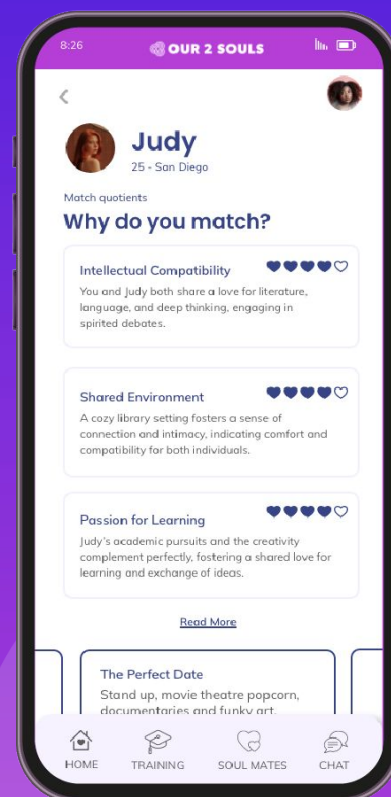 8:26
OUR 2 SOULS
Judy
25 - San Diego
Match quotients
Why do you match?
Intellectual Compatibility
You and Judy both share a love for literature,
language, and deep thinking, engaging in
spirited debates.
Shared Environment
A cozy library setting fosters a sense of
connection and intimacy, indicating comfort and
compatibility for both individuals.
Passion for Learning
Judy's academic pursuits and the creativity
complement perfectly, fostering a shared love for
learning and exchange of ideas.
Read More
The Perfect Date
Stand up, movie theatre popcorn,
documentaries and funky art.
HOME
TRAINING
SOUL MATES
CHAT